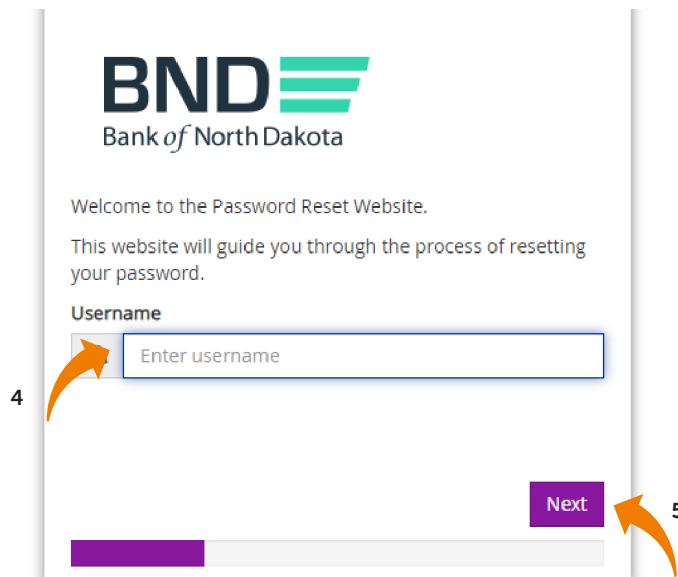 BND
Bank of North Dakota
Welcome to the Password Reset Website.
This website will guide you through the process of resetting
your password.
Username
Enter username
4
Next
5